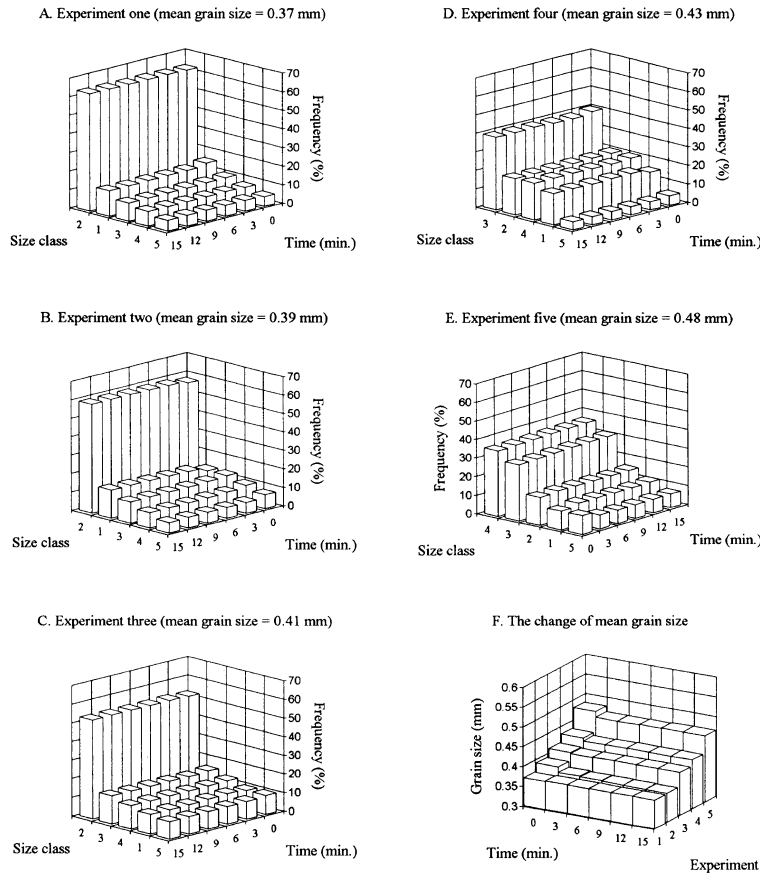 A. Experiment one (mean grain size = 0.37 mm)
70
60
50
40
30
20
10
0
Frequency (%)
2 1 3 4 5
15 12 9 6 3 0
Size class
Time (min.)
B. Experiment two (mean grain size = 0.39 mm)
70
60
50
40
30
20
10
0
Frequency (%)
2 1 3 4 5
15 12 9 6 3 0
Size class
Time (min.)
C. Experiment three (mean grain size = 0.41 mm)
70
60
50
40
30
20
10
0
Frequency (%)
2 3 4 1 5
15 12 9 6 3 0
Size class
Time (min.)
D. Experiment four (mean grain size = 0.43 mm)
70
60
50
40
30
20
10
0
Frequency (%)
3 2 4 1 5
15 12 9 6 3 0
Size class
Time (min.)
E. Experiment five (mean grain size = 0.48 mm)
70
60
50
40
30
20
10
0
Frequency (%)
4 3 2 1 5
0 3 6 9 12 15
Size class
Time (min.)
F. The change of mean grain size
0.6
0.55
0.5
0.45
0.4
0.35
0.3
Grain size (mm)
0 3 6 9 12 15
1 2 3 4 5
Time (min.)
Experiment